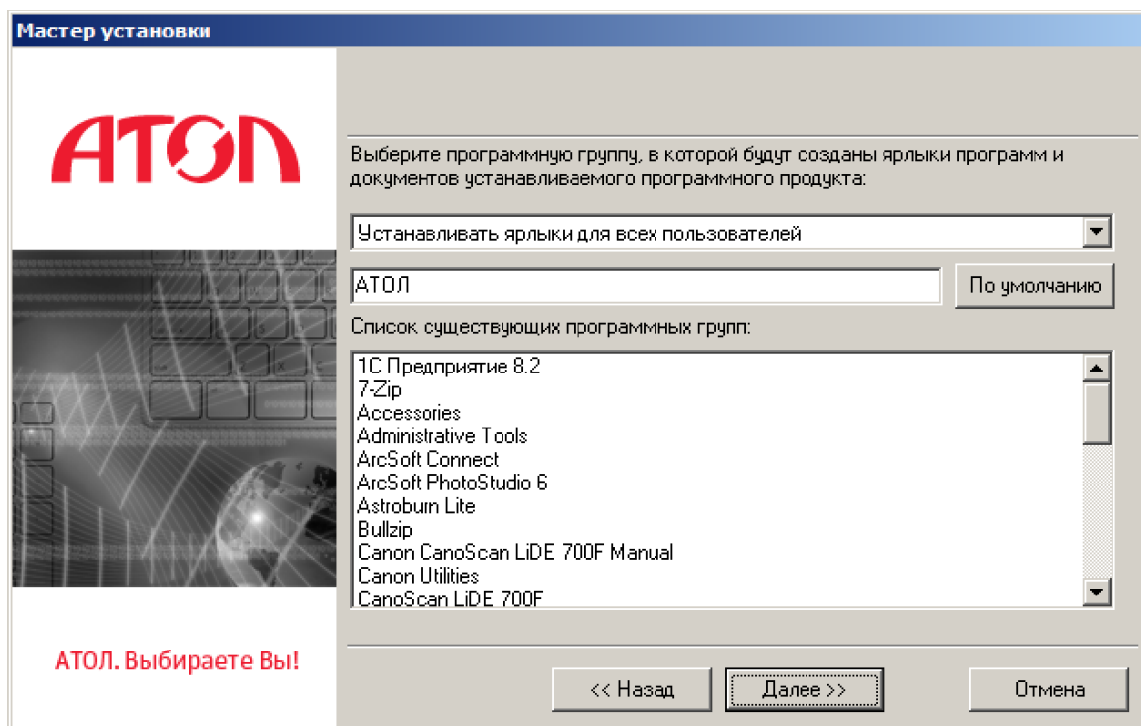 Мастер установки
АТОЛ
Выберите программную группу, в которой будут созданы ярлыки программ и
документов устанавливаемого программного продукта:
Устанавливать ярлыки для всех пользователей
АТОЛ
По умолчанию
Список существующих программных групп:
1С Предприятие 8.2
7-Zip
Accessories
Administrative Tools
ArcSoft Connect
ArcSoft PhotoStudio 6
Astroburn Lite
Bullzip
Canon CanoScan LiDE 700F Manual
Canon Utilities
CanoScan LiDE 700F
АТОЛ. Выбираете Вы!
<< Назад
Далее >>
Отмена